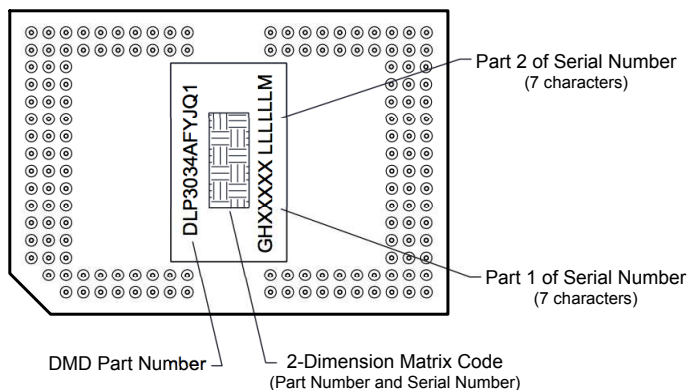 Part 2 of Serial Number
(7 characters)
DLP3034AFYJQ1
GHXXXXX LLLLLLM
Part 1 of Serial Number
(7 characters)
DMD Part Number
2-Dimension Matrix Code
(Part Number and Serial Number)